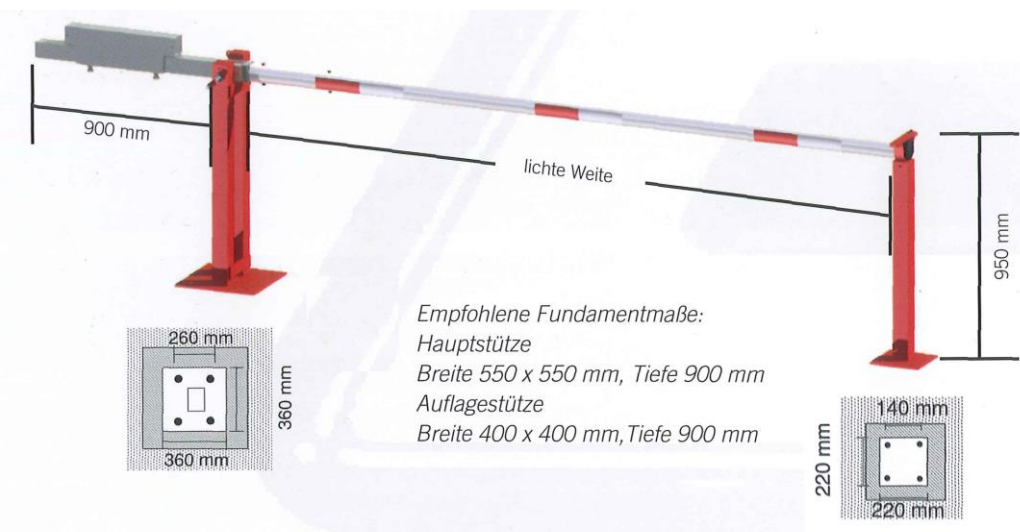 900 mm
lichte Weite
950 mm
Empfohlene Fundamentmaße:
Hauptstütze
Breite 550 x 550 mm, Tiefe 900 mm
Auflagestütze
Breite 400 x 400 mm, Tiefe 900 mm
260 mm
360 mm
360 mm
140 mm
220 mm
220 mm